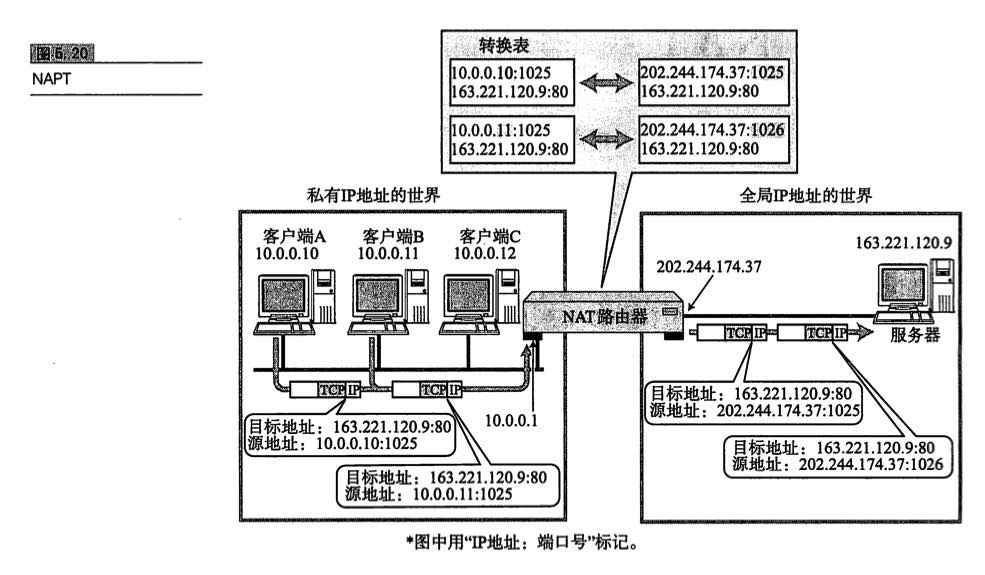 图 5.20
NAPT
转换表
10.0.0.10:1025
163.221.120.9:80
202.244.174.37:1025
163.221.120.9:80
10.0.0.11:1025
163.221.120.9:80
202.244.174.37:1026
163.221.120.9:80
私有IP地址的世界
全局IP地址的世界
客户端A
10.0.0.10
客户端B
10.0.0.11
客户端C
10.0.0.12
163.221.120.9
202.244.174.37
NAT路由器
服务器
TCP IP
TCP IP
TCP IP
TCP IP
10.0.0.1
目标地址：163.221.120.9:80
源地址：10.0.0.10:1025
目标地址：163.221.120.9:80
源地址：10.0.0.11:1025
目标地址：163.221.120.9:80
源地址：202.244.174.37:1025
目标地址：163.221.120.9:80
源地址：202.244.174.37:1026
*图中用“IP地址：端口号”标记。